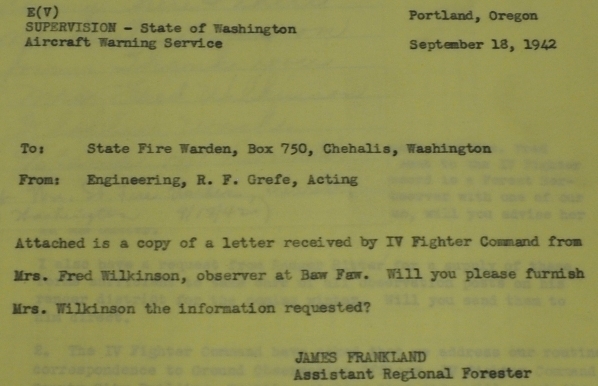 E(V)
SUPERVISION - State of Washington
Aircraft Warning Service
Portland, Oregon
September 18, 1942
To: State Fire Warden, Box 750, Chehalis, Washington
From: Engineering, R. F. Grefe, Acting
Attached is a copy of a letter received by IV Fighter Command from
Mrs. Fred Wilkinson, observer at Baw Faw. Will you please furnish
Mrs. Wilkinson the information requested?
JAMES FRANKLAND
Assistant Regional Forester